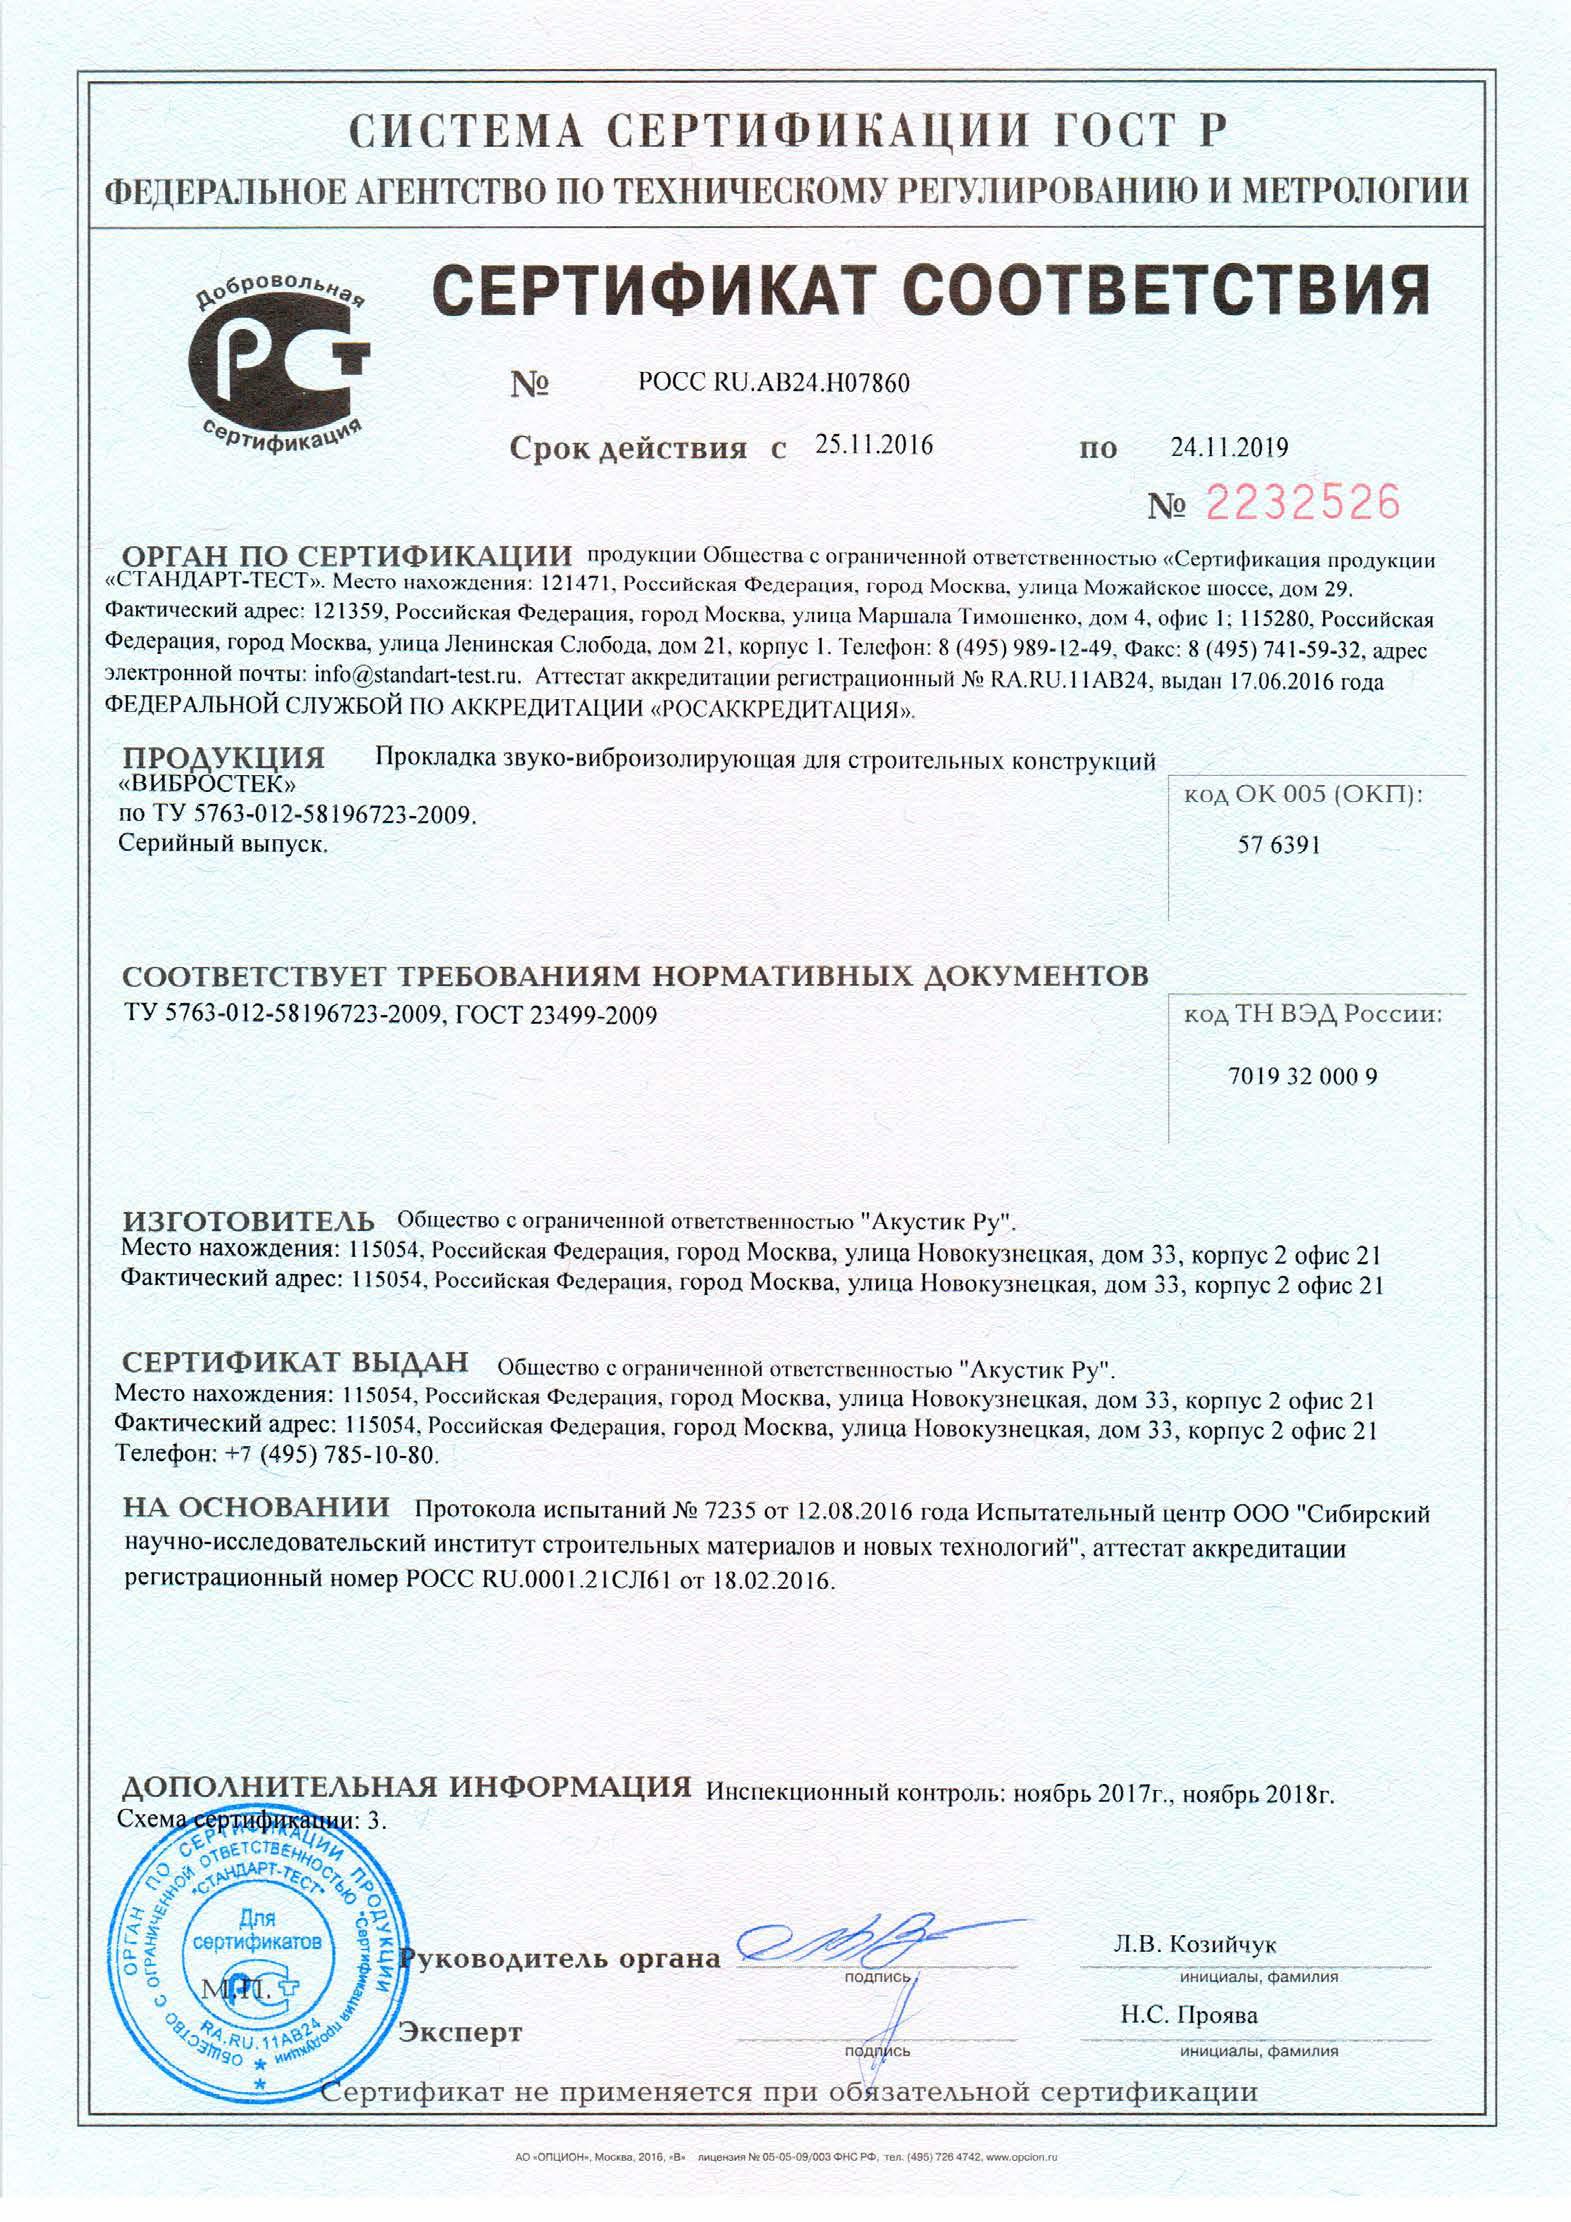 СИСТЕМА СЕРТИФИКАЦИИ ГОСТ Р
ФЕДЕРАЛЬНОЕ АГЕНТСТВО ПО ТЕХНИЧЕСКОМУ РЕГУЛИРОВАНИЮ И МЕТРОЛОГИИ
Добровольная
РСТ
сертификация
СЕРТИФИКАТ СООТВЕТСТВИЯ
№ РОСС RU.АВ24.Н07860
Срок действия с 25.11.2016 по 24.11.2019
№ 2232526
ОРГАН ПО СЕРТИФИКАЦИИ продукции Общества с ограниченной ответственностью «Сертификация продукции
«СТАНДАРТ-ТЕСТ». Место нахождения: 121471, Российская Федерация, город Москва, улица Можайское шоссе, дом 29.
Фактический адрес: 121359, Российская Федерация, город Москва, улица Маршала Тимошенко, дом 4, офис 1; 115280, Российская
Федерация, город Москва, улица Ленинская Слобода, дом 21, корпус 1. Телефон: 8 (495) 989-12-49, Факс: 8 (495) 741-59-32, адрес
электронной почты: info@standart-test.ru. Аттестат аккредитации регистрационный № RA.RU.11АВ24, выдан 17.06.2016 года
ФЕДЕРАЛЬНОЙ СЛУЖБОЙ ПО АККРЕДИТАЦИИ «РОСАККРЕДИТАЦИЯ».
ПРОДУКЦИЯ Прокладка звуко-виброизолирующая для строительных конструкций
«ВИБРОСТЕК»
по ТУ 5763-012-58196723-2009.
Серийный выпуск.
код ОК 005 (ОКП):
57 6391
СООТВЕТСТВУЕТ ТРЕБОВАНИЯМ НОРМАТИВНЫХ ДОКУМЕНТОВ
ТУ 5763-012-58196723-2009, ГОСТ 23499-2009
код ТН ВЭД России:
7019 32 000 9
ИЗГОТОВИТЕЛЬ Общество с ограниченной ответственностью "Акустик Ру".
Место нахождения: 115054, Российская Федерация, город Москва, улица Новокузнецкая, дом 33, корпус 2 офис 21
Фактический адрес: 115054, Российская Федерация, город Москва, улица Новокузнецкая, дом 33, корпус 2 офис 21
СЕРТИФИКАТ ВЫДАН Общество с ограниченной ответственностью "Акустик Ру".
Место нахождения: 115054, Российская Федерация, город Москва, улица Новокузнецкая, дом 33, корпус 2 офис 21
Фактический адрес: 115054, Российская Федерация, город Москва, улица Новокузнецкая, дом 33, корпус 2 офис 21
Телефон: +7 (495) 785-10-80.
НА ОСНОВАНИИ Протокола испытаний № 7235 от 12.08.2016 года Испытательный центр ООО "Сибирский
научно-исследовательский институт строительных материалов и новых технологий", аттестат аккредитации
регистрационный номер РОСС RU.0001.21СЛ61 от 18.02.2016.
ДОПОЛНИТЕЛЬНАЯ ИНФОРМАЦИЯ Инспекционный контроль: ноябрь 2017г., ноябрь 2018г.
Схема сертификации: 3.
ОРГАН ПО СЕРТИФИКАЦИИ ПРОДУКЦИИ
ОБЩЕСТВО С ОГРАНИЧЕННОЙ ОТВЕТСТВЕННОСТЬЮ "Сертификация продукции
"СТАНДАРТ-ТЕСТ"
Для
сертификатов
РСТ
RA.RU.11АВ24
М.П.
Руководитель органа
подпись
Л.В. Козийчук
инициалы, фамилия
Эксперт
подпись
Н.С. Проява
инициалы, фамилия
Сертификат не применяется при обязательной сертификации
АО «ОПЦИОН», Москва, 2016, «В» лицензия № 05-05-09/003 ФНС РФ, тел. (495) 726 4742, www.opcion.ru